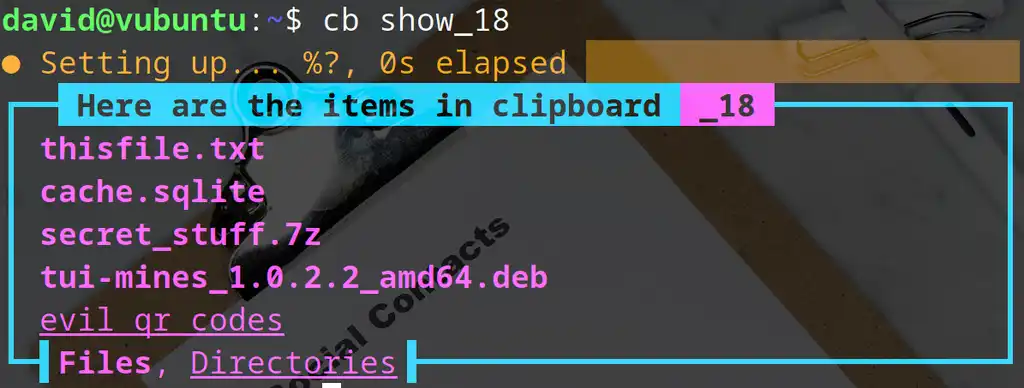 david@vubuntu:~$ cb show_18
● Setting up... %?, 0s elapsed
Here are the items in clipboard _18
thisfile.txt
cache.sqlite
secret_stuff.7z
tui-mines_1.0.2.2_amd64.deb
evil qr codes
Files, Directories